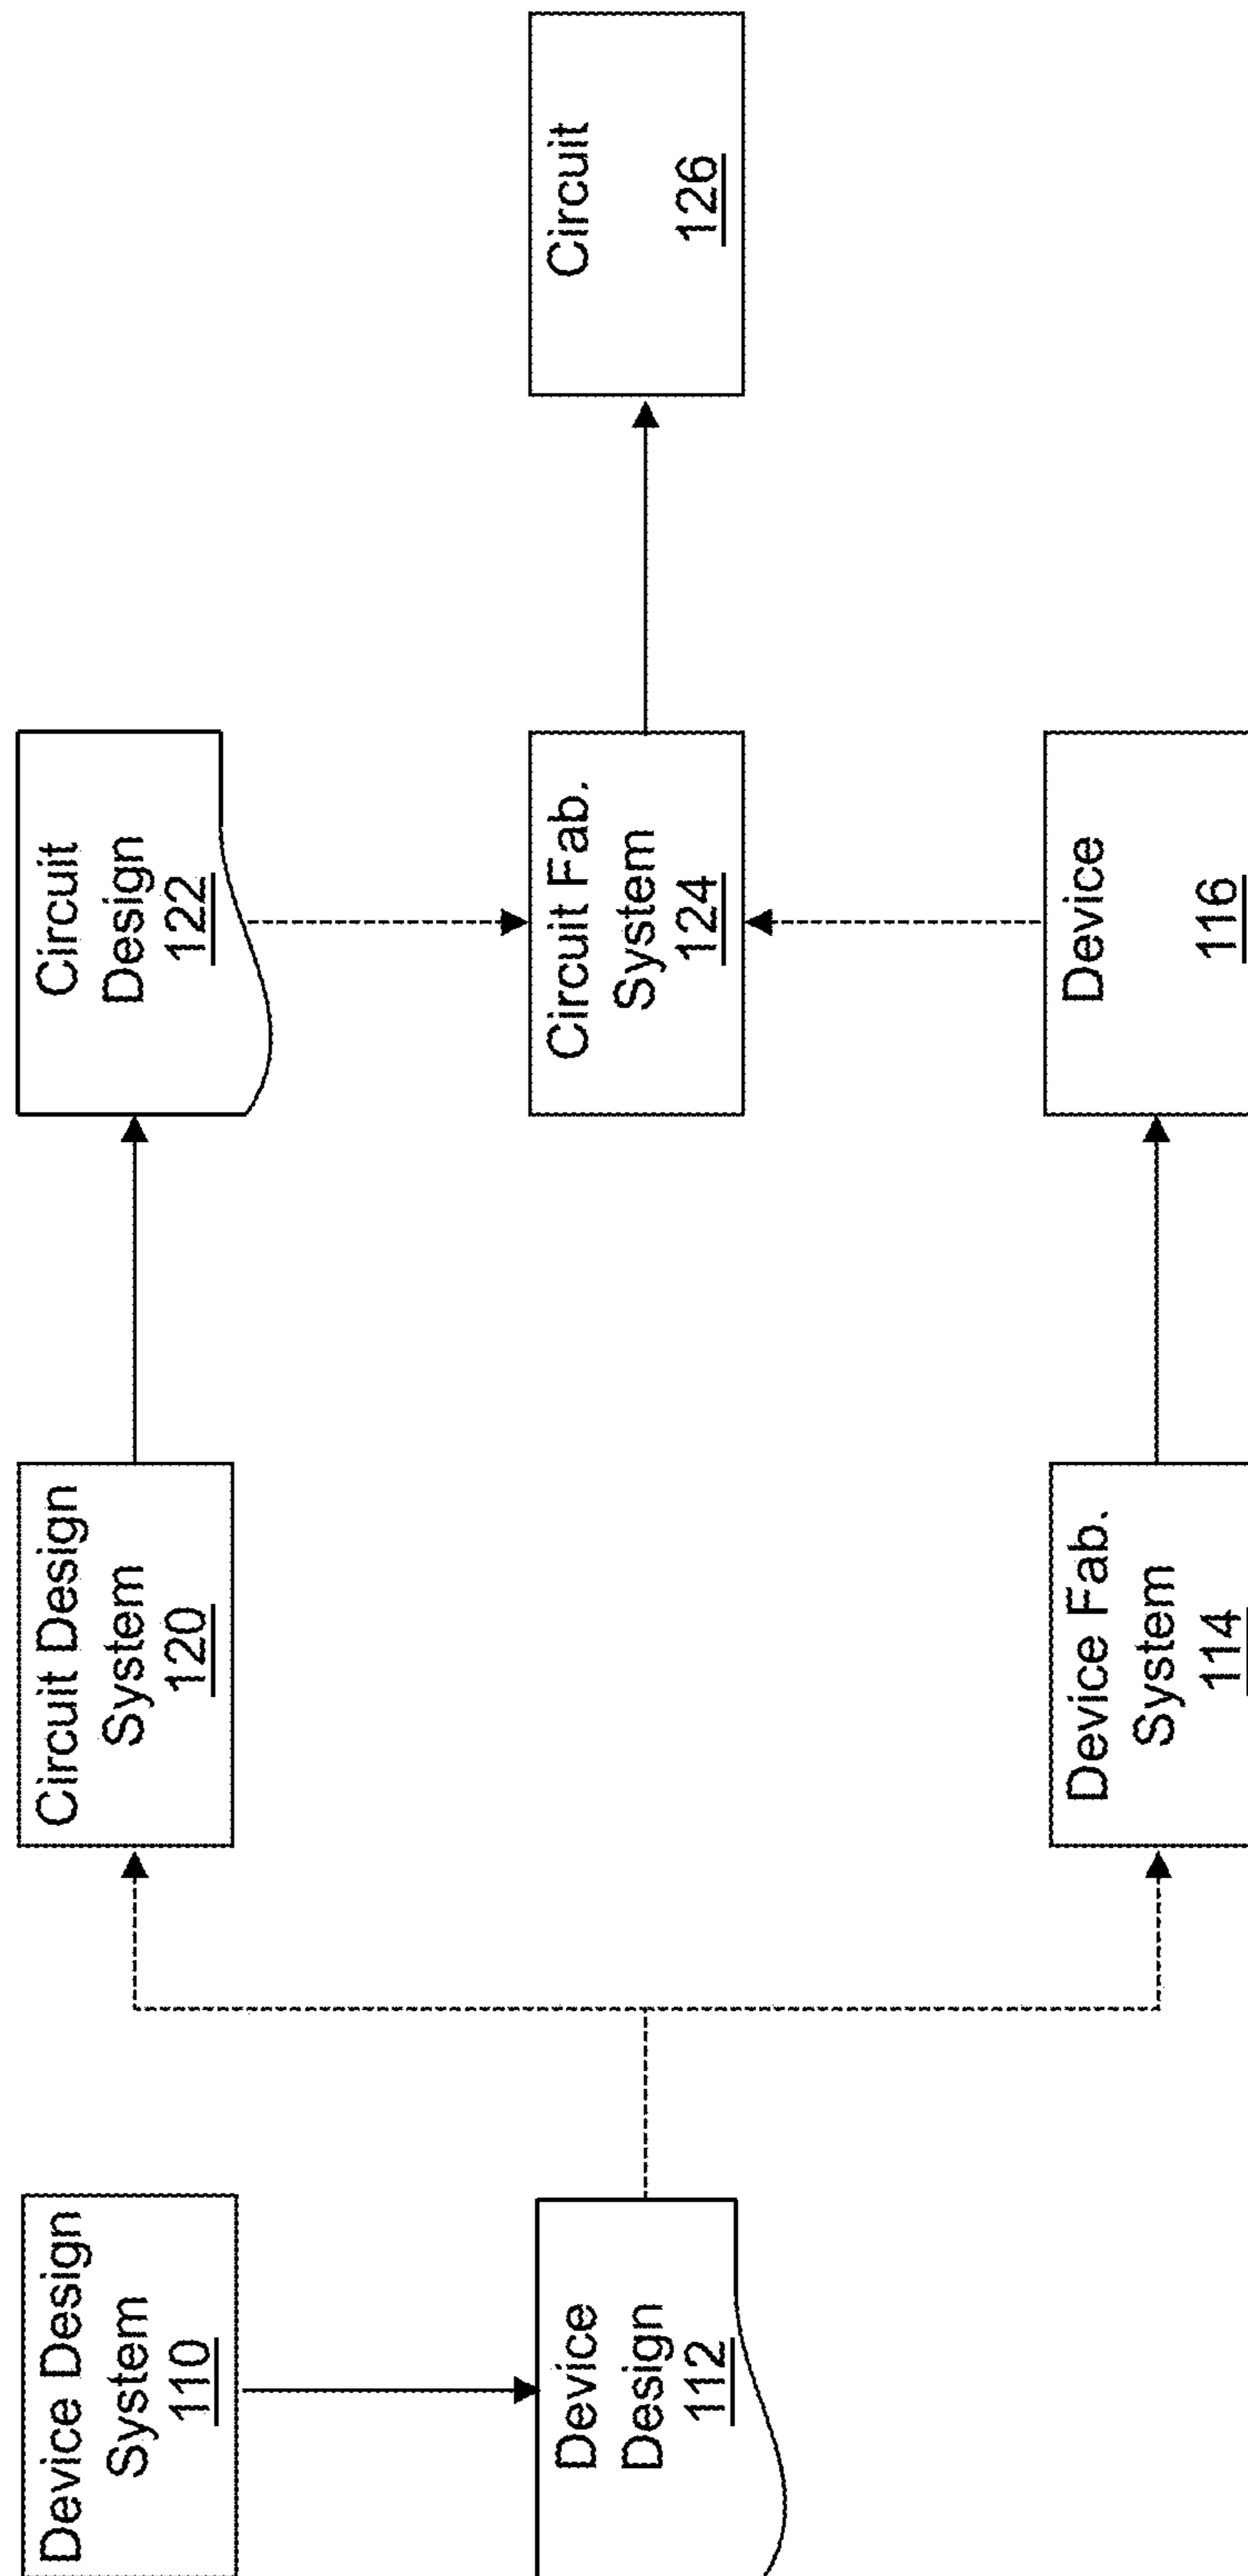 Device Design
System
110
Device
Design
112
Circuit Design
System
120
Device Fab.
System
114
Circuit
Design
122
Circuit Fab.
System
124
Device
116
Circuit
126